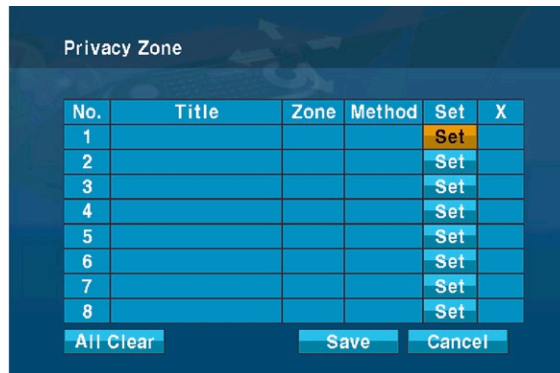 Privacy Zone
No. Title Zone Method Set X
1 Set
2 Set
3 Set
4 Set
5 Set
6 Set
7 Set
8 Set
All Clear Save Cancel